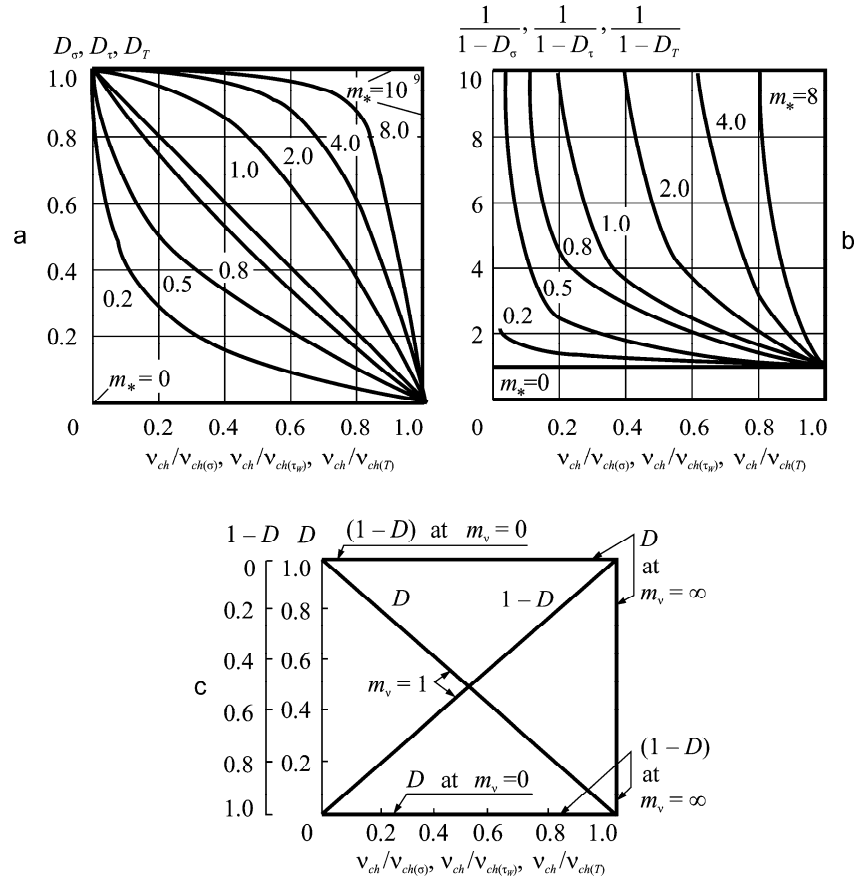 D_σ, D_τ, D_T
1.0
0.8
0.6
0.4
0.2
m_* = 10^9
8.0
4.0
2.0
1.0
0.8
0.5
0.2
m_* = 0
a
0 0.2 0.4 0.6 0.8 1.0
ν_ch/ν_ch(σ), ν_ch/ν_ch(τ_W), ν_ch/ν_ch(T)
1/(1 – D_σ), 1/(1 – D_τ), 1/(1 – D_T)
10
8
6
4
2
m_*= 8
4.0
2.0
1.0
0.8
0.5
0.2
m_*= 0
b
0 0.2 0.4 0.6 0.8 1.0
ν_ch/ν_ch(σ), ν_ch/ν_ch(τ_W), ν_ch/ν_ch(T)
1 – D D (1 – D) at m_ν = 0
D
at
m_ν = ∞
0 1.0
0.2 0.8
0.4 0.6
0.6 0.4
0.8 0.2
1.0
D
1 – D
m_ν = 1
c
D at m_ν = 0
(1 – D)
at
m_ν = ∞
0 0.2 0.4 0.6 0.8 1.0
ν_ch/ν_ch(σ), ν_ch/ν_ch(τ_W), ν_ch/ν_ch(T)